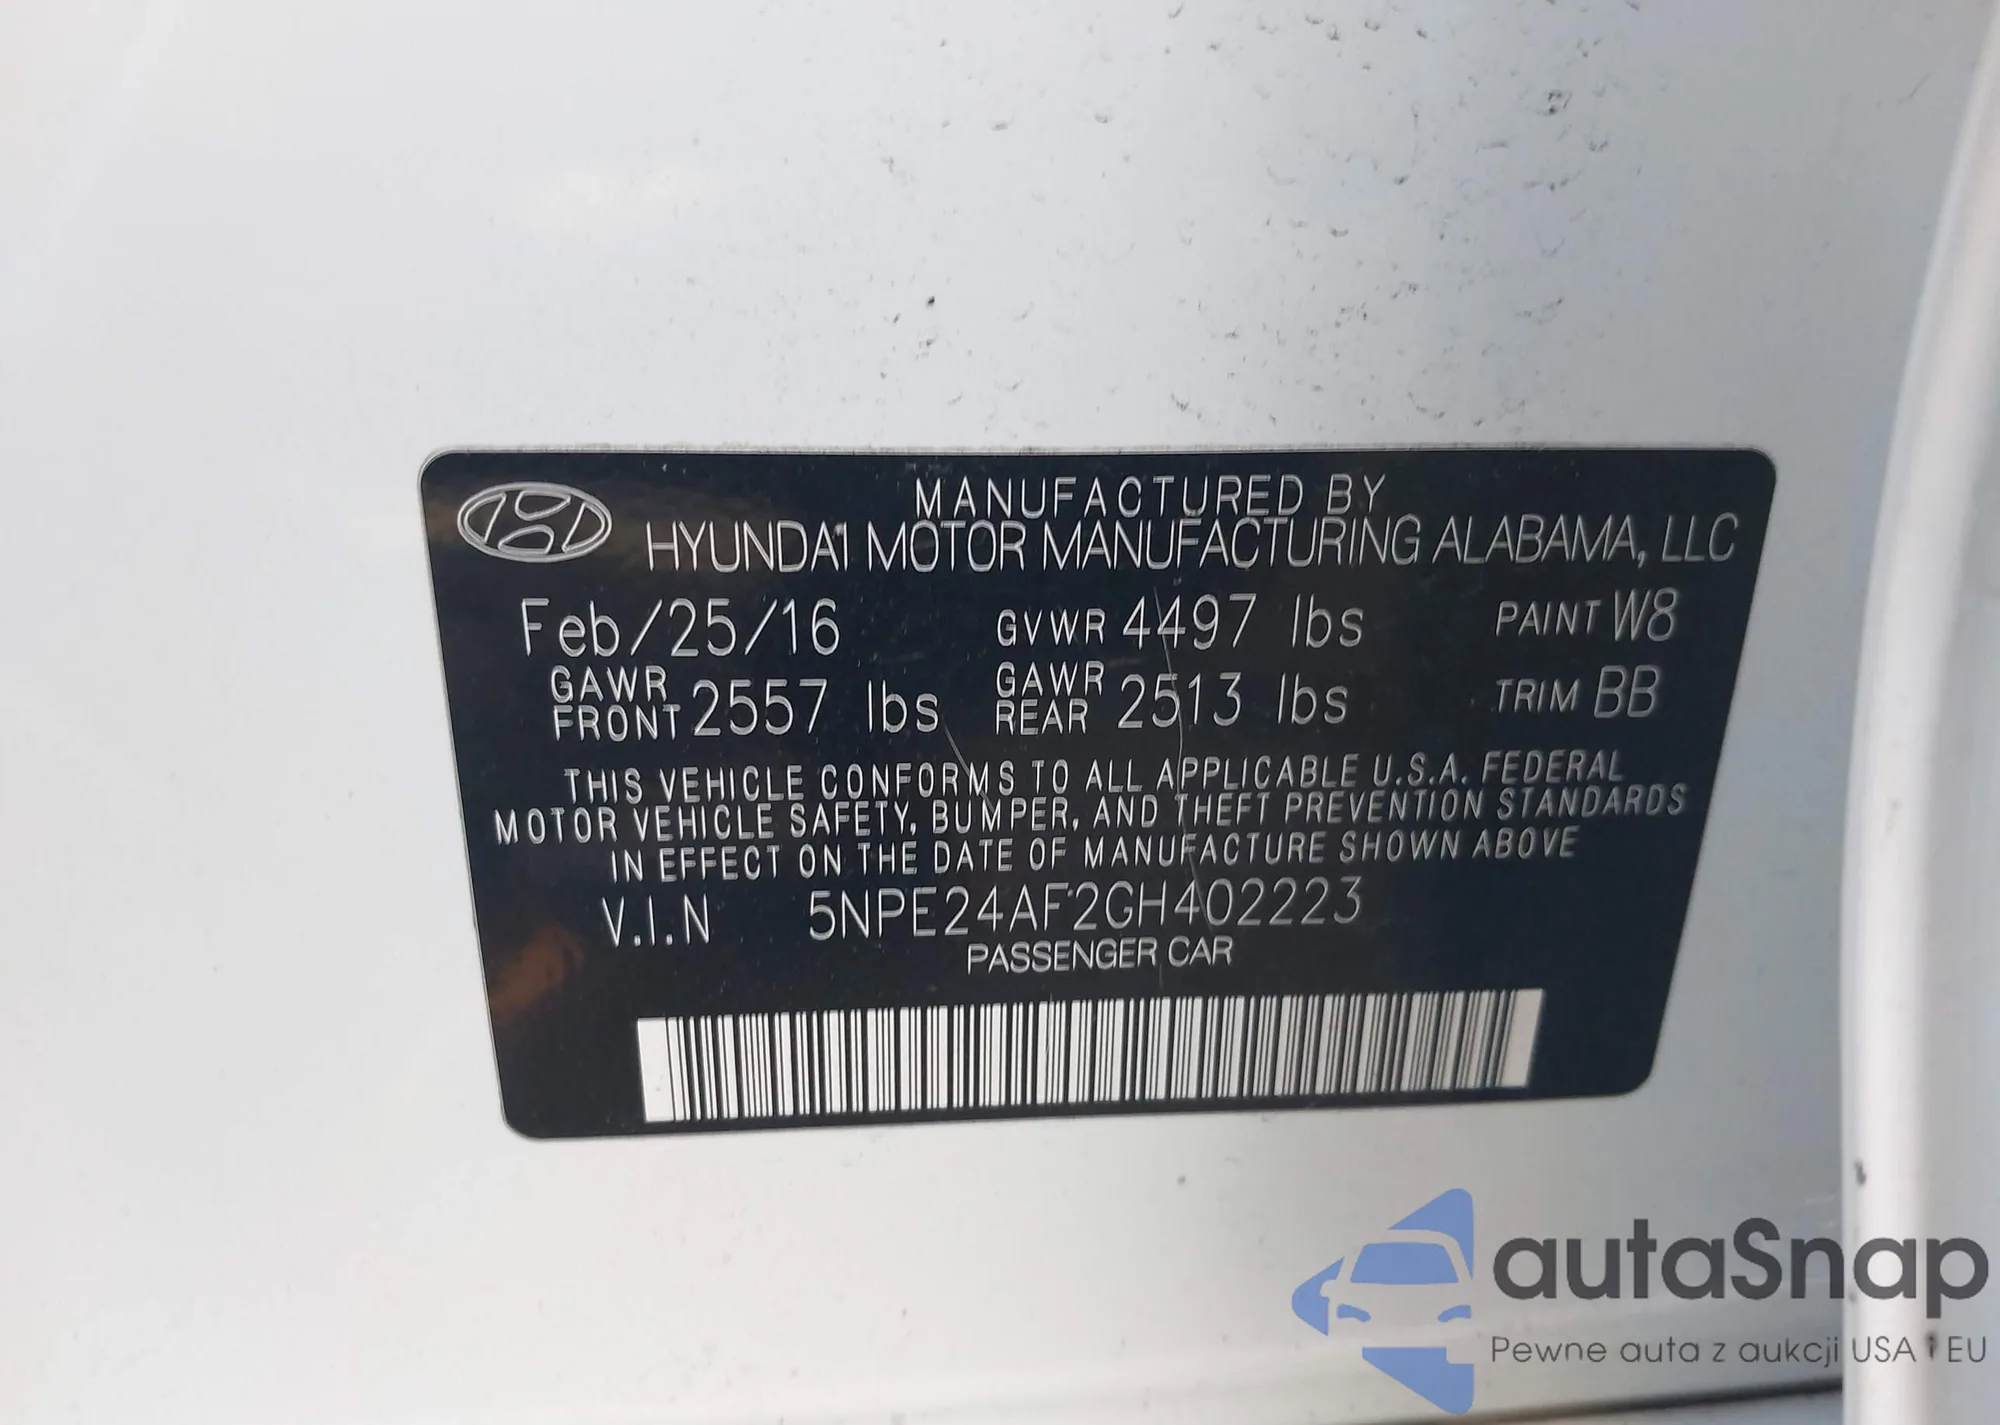 MANUFACTURED BY
HYUNDAI MOTOR MANUFACTURING ALABAMA, LLC
Feb/25/16 GVWR 4497 lbs PAINT W8
GAWR FRONT 2557 lbs GAWR REAR 2513 lbs TRIM BB
THIS VEHICLE CONFORMS TO ALL APPLICABLE U.S.A. FEDERAL
MOTOR VEHICLE SAFETY, BUMPER, AND THEFT PREVENTION STANDARDS
IN EFFECT ON THE DATE OF MANUFACTURE SHOWN ABOVE
V.I.N 5NPE24AF2GH402223
PASSENGER CAR
autaSnap
Pewne auta z aukcji USA i EU